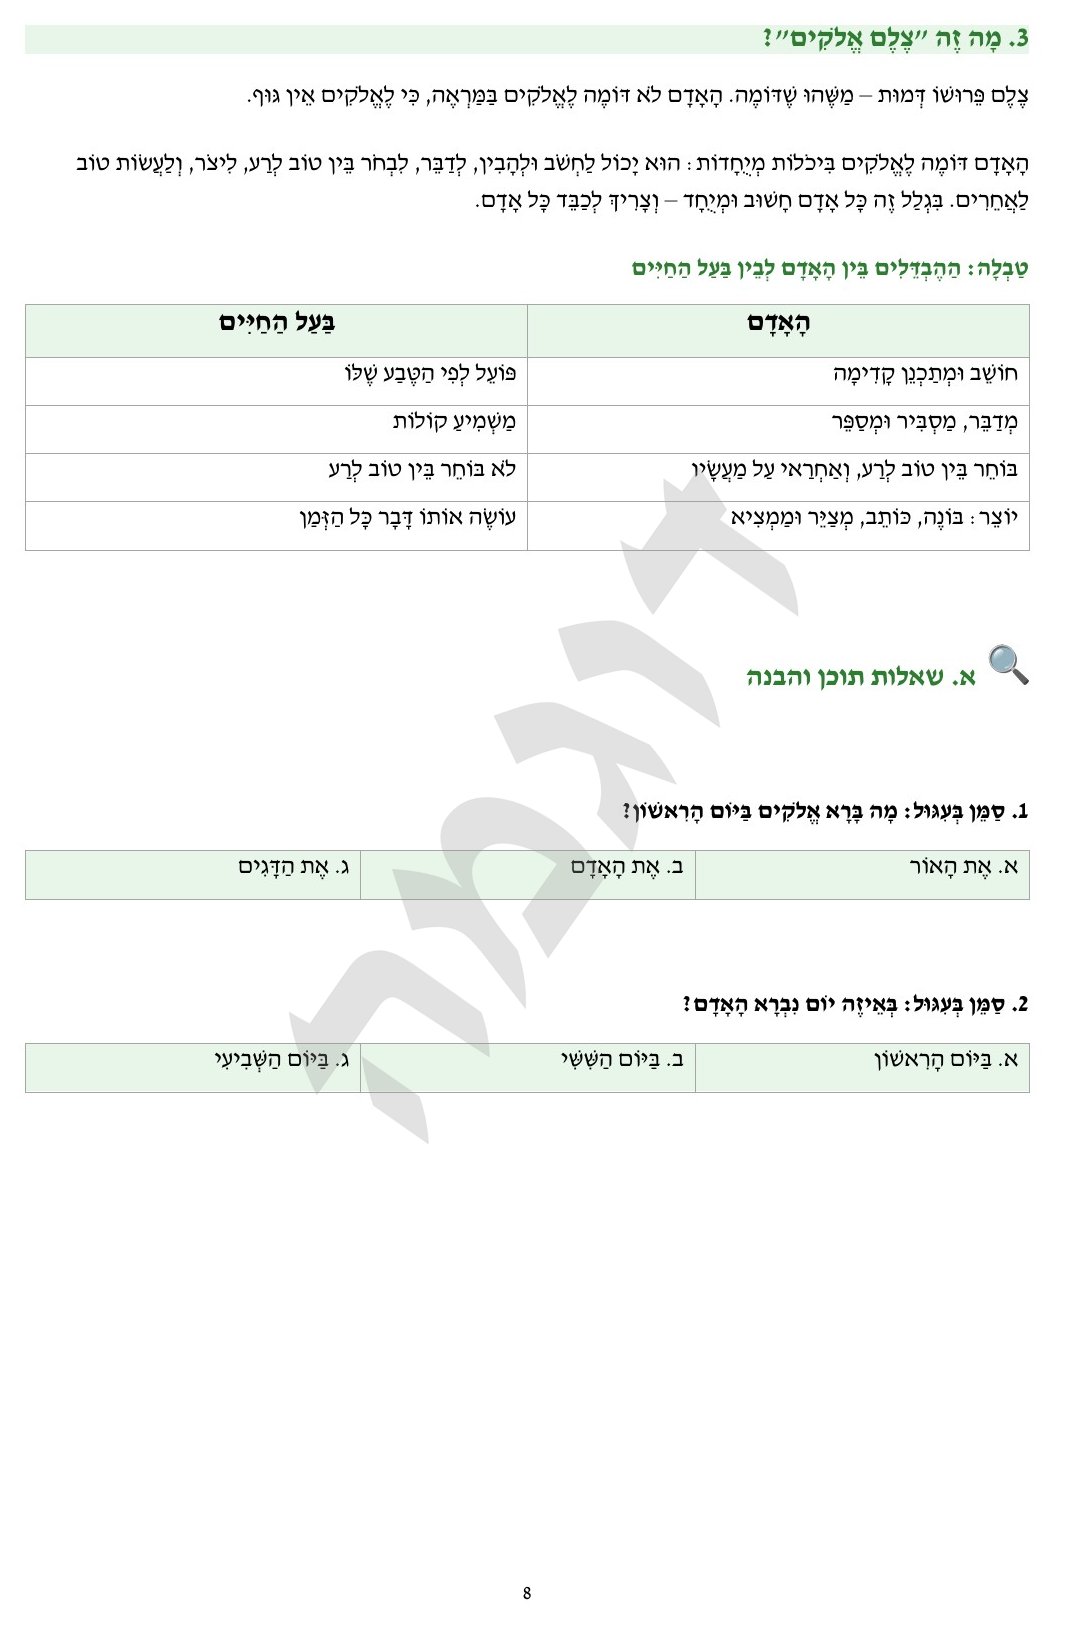 3. מָה זֶה "צֶלֶם אֱלֹקִים"?
צֶלֶם פֵּרוּשׁוֹ דְּמוּת – מַשֶּׁהוּ שֶׁדּוֹמֶה. הָאָדָם לֹא דּוֹמֶה לֶאֱלֹקִים בַּמַּרְאֶה, כִּי לֶאֱלֹקִים אֵין גּוּף.
הָאָדָם דּוֹמֶה לֶאֱלֹקִים בִּיכֹלוֹת מְיֻחָדוֹת: הוּא יָכוֹל לַחְשֹׁב וּלְהָבִין, לְדַבֵּר, לִבְחֹר בֵּין טוֹב לְרַע, לִיצֹר, וְלַעֲשׂוֹת טוֹב
לַאֲחֵרִים. בִּגְלַל זֶה כָּל אָדָם חָשׁוּב וּמְיֻחָד – וְצָרִיךְ לְכַבֵּד כָּל אָדָם.
טַבְלָה: הַהֶבְדֵּלִים בֵּין הָאָדָם לְבֵין בַּעַל הַחַיִּים
הָאָדָם בַּעַל הַחַיִּים
חוֹשֵׁב וּמְתַכְנֵן קָדִימָה פּוֹעֵל לְפִי הַטֶּבַע שֶׁלּוֹ
מְדַבֵּר, מַסְבִּיר וּמְסַפֵּר מַשְׁמִיעַ קוֹלוֹת
בּוֹחֵר בֵּין טוֹב לְרַע, וְאַחְרַאי עַל מַעֲשָׂיו לֹא בּוֹחֵר בֵּין טוֹב לְרַע
יוֹצֵר: בּוֹנֶה, כּוֹתֵב, מְצַיֵּר וּמַמְצִיא עוֹשֶׂה אוֹתוֹ דָּבָר כָּל הַזְּמַן
א. שאלות תוכן והבנה
1. סַמֵּן בְּעִגּוּל: מָה בָּרָא אֱלֹקִים בַּיּוֹם הָרִאשׁוֹן?
א. אֶת הָאוֹר ב. אֶת הָאָדָם ג. אֶת הַדָּגִים
2. סַמֵּן בְּעִגּוּל: בְּאֵיזֶה יוֹם נִבְרָא הָאָדָם?
א. בַּיּוֹם הָרִאשׁוֹן ב. בַּיּוֹם הַשִּׁשִּׁי ג. בַּיּוֹם הַשְּׁבִיעִי
דוגמה
8